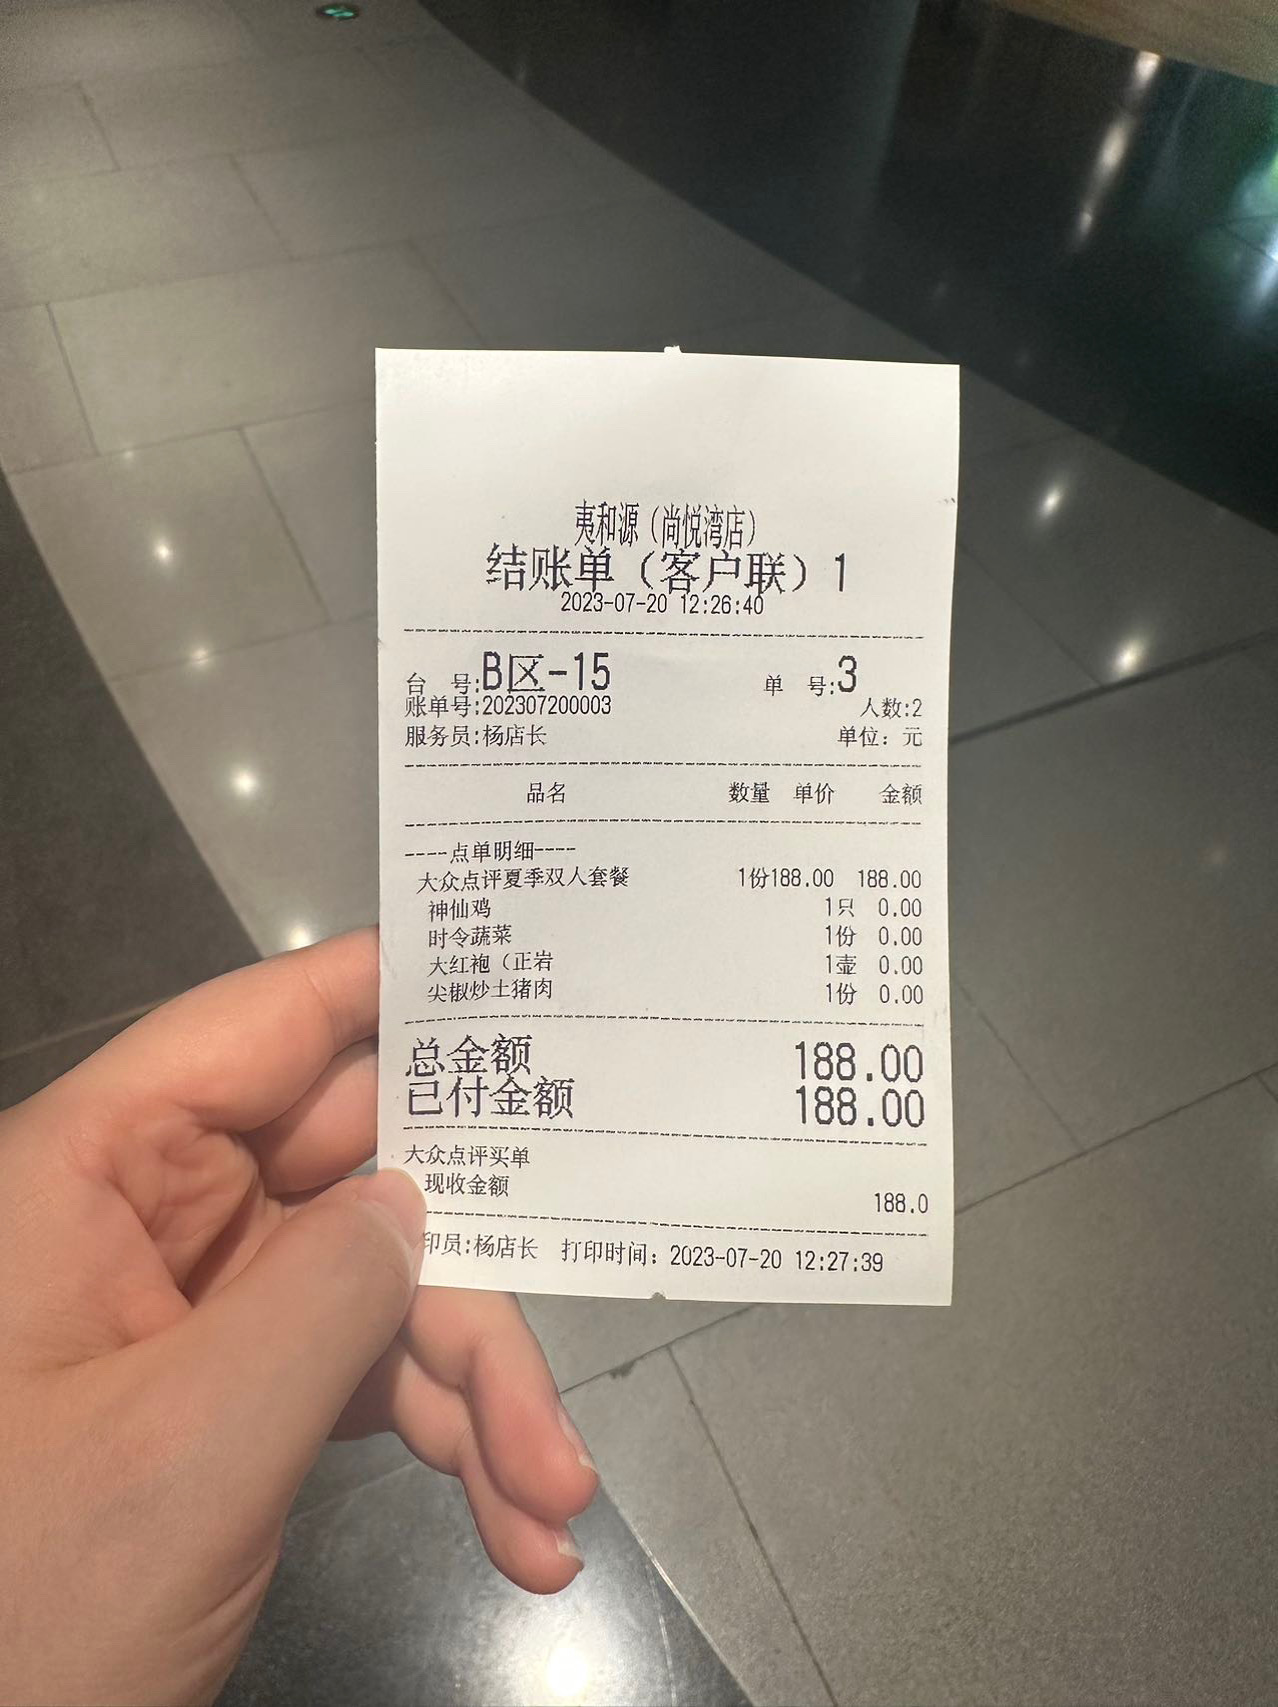 夷和源（尚悦湾店）
结账单（客户联）1
2023-07-20 12:26:40
台 号:B区-15 单 号:3
账单号:202307200003 人数:2
服务员:杨店长 单位：元
品名 数量 单价 金额
----点单明细----
大众点评夏季双人套餐 1份188.00 188.00
神仙鸡 1只 0.00
时令蔬菜 1份 0.00
大红袍（正岩 1壶 0.00
尖椒炒土猪肉 1份 0.00
总金额 188.00
已付金额 188.00
大众点评买单
现收金额 188.0
印员:杨店长 打印时间：2023-07-20 12:27:39